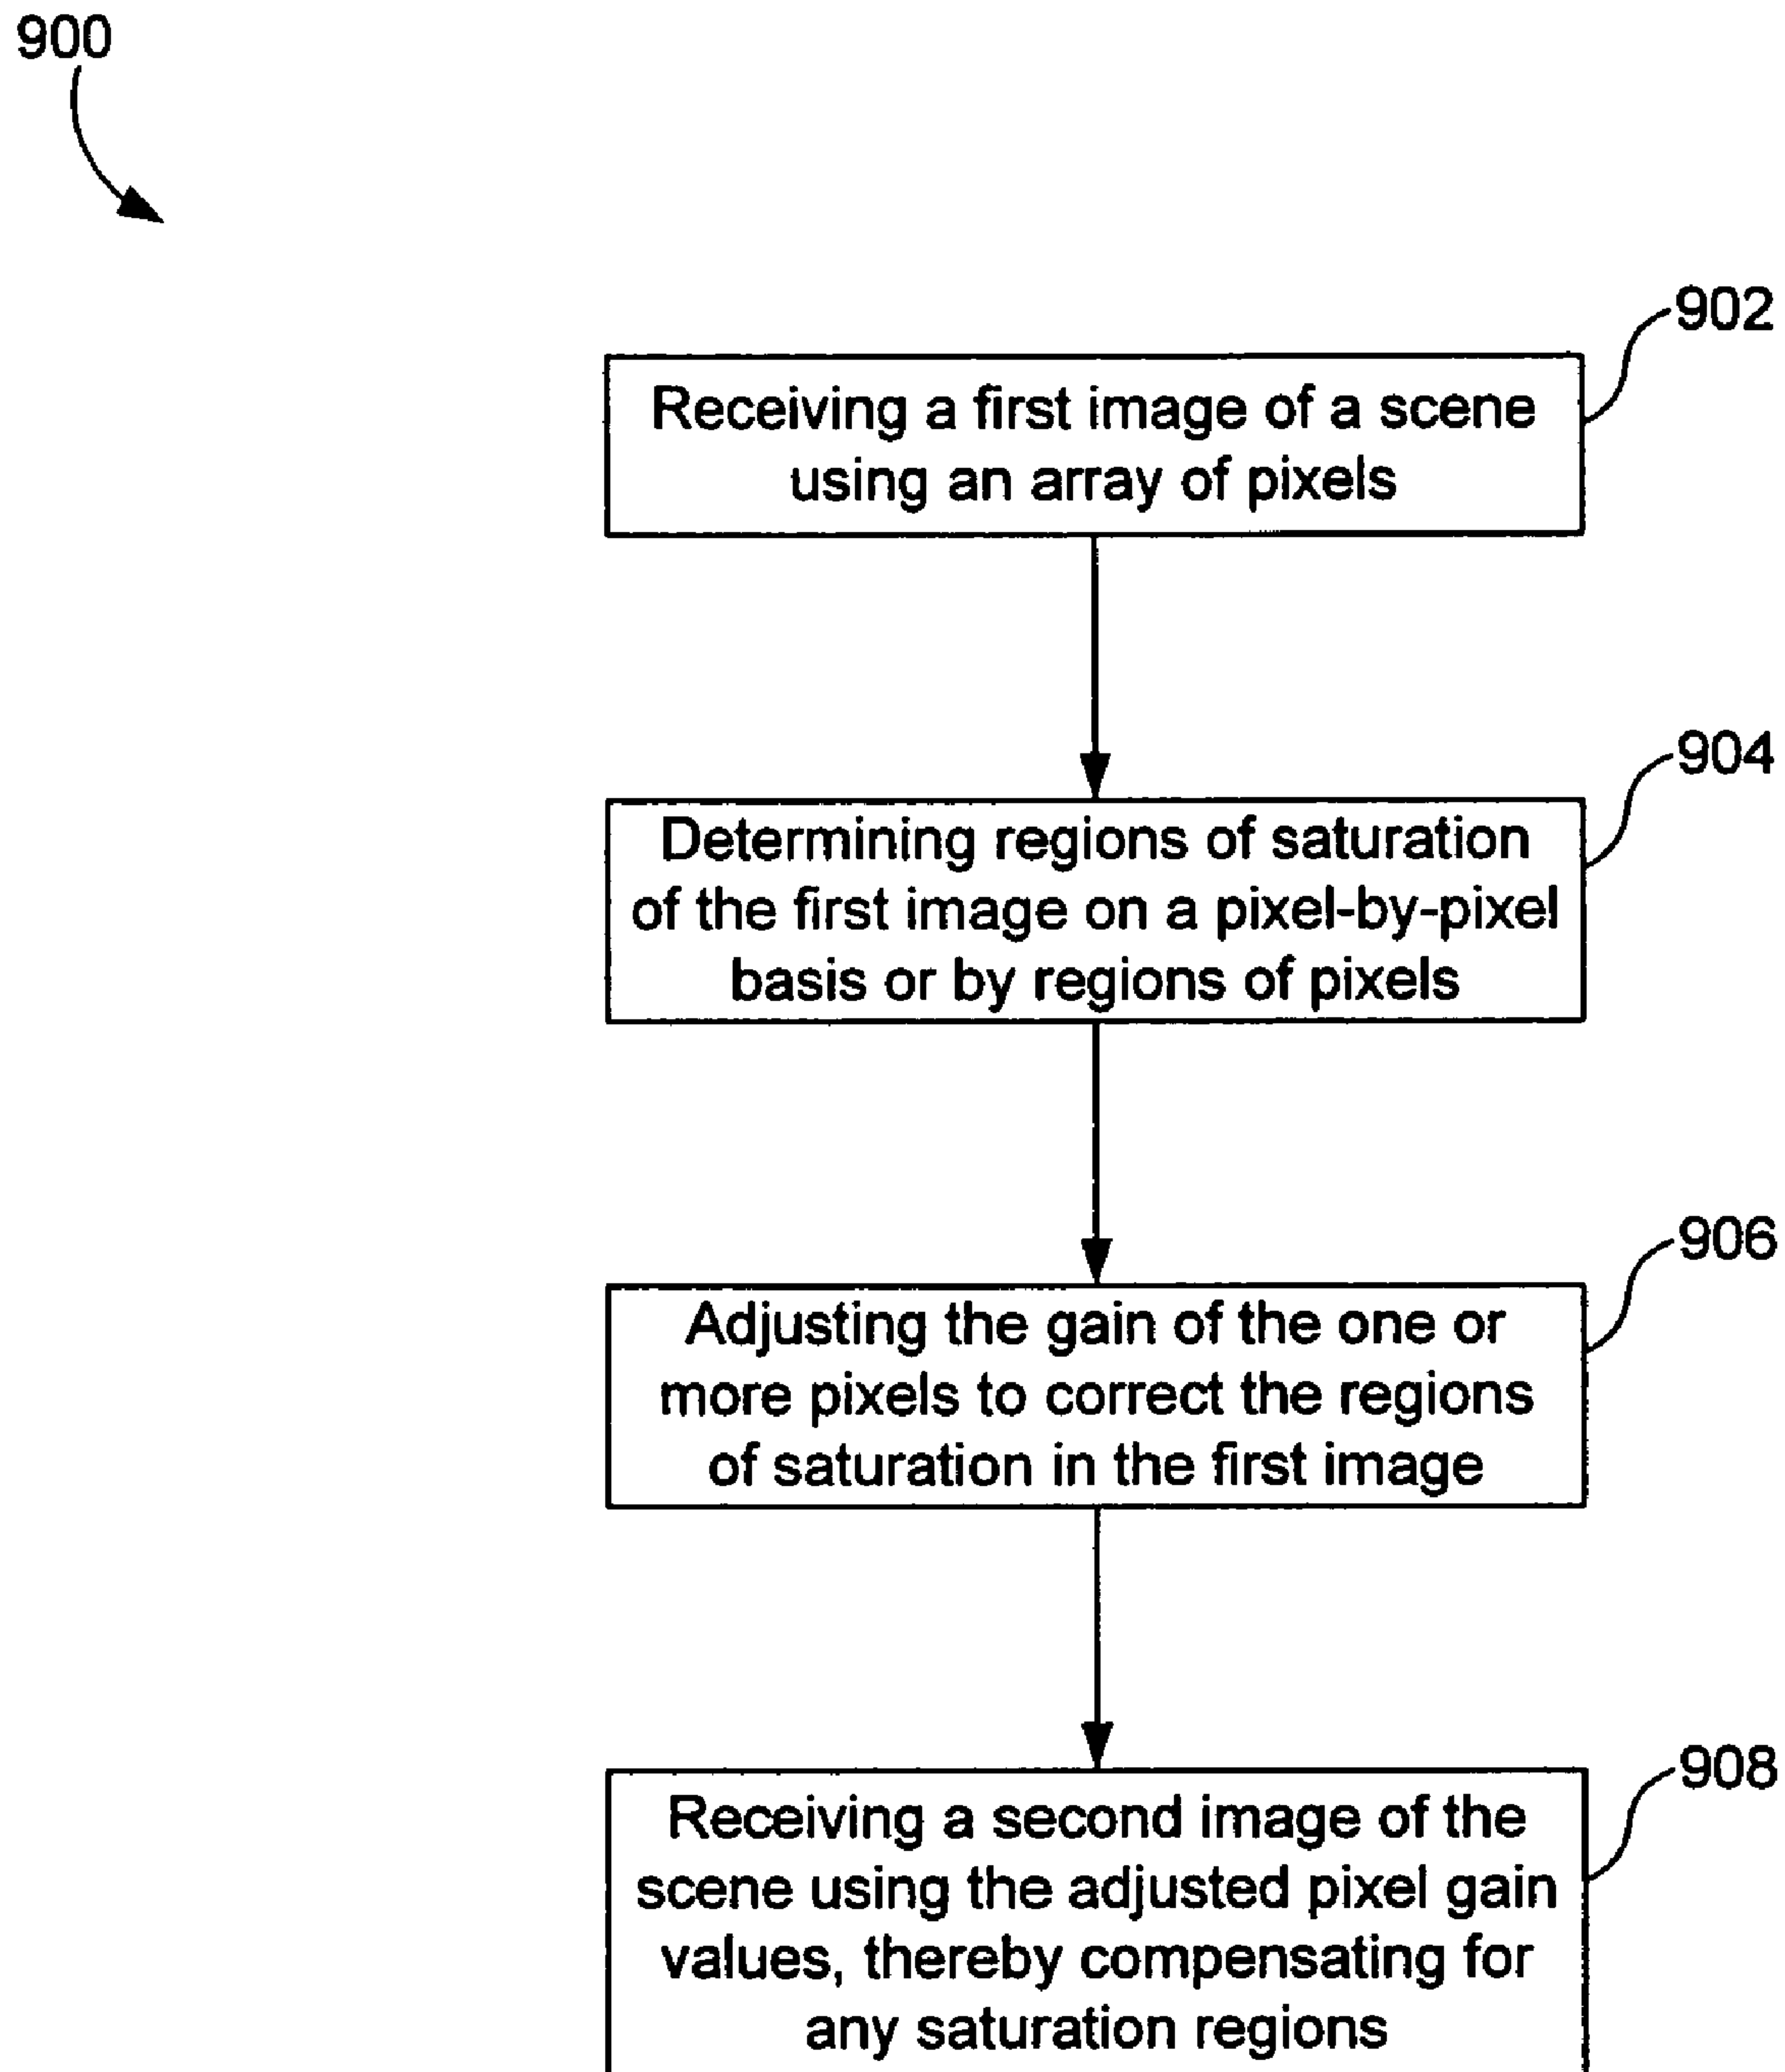 900
902
Receiving a first image of a scene
using an array of pixels
904
Determining regions of saturation
of the first image on a pixel-by-pixel
basis or by regions of pixels
906
Adjusting the gain of the one or
more pixels to correct the regions
of saturation in the first image
908
Receiving a second image of the
scene using the adjusted pixel gain
values, thereby compensating for
any saturation regions